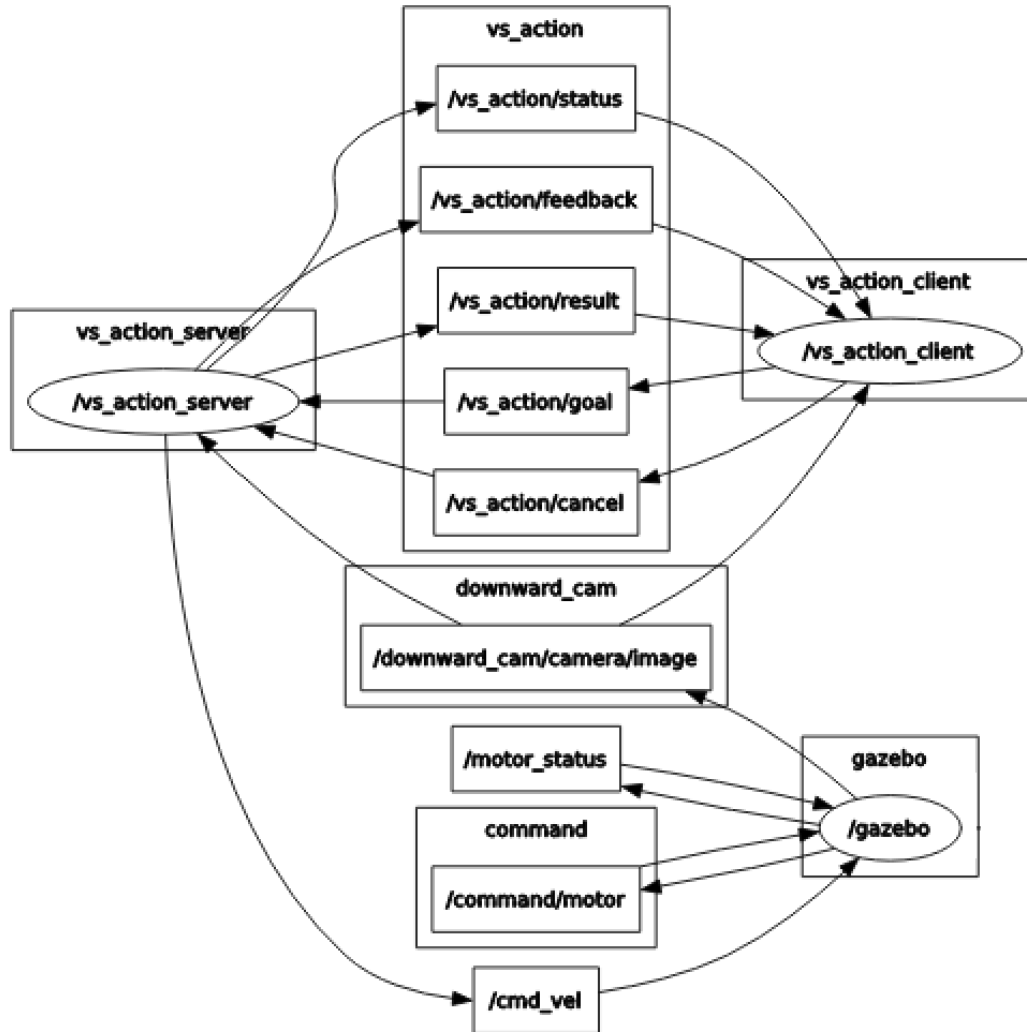 vs_action
/vs_action/status
/vs_action/feedback
/vs_action/result
/vs_action/goal
/vs_action/cancel
vs_action_server
/vs_action_server
vs_action_client
/vs_action_client
downward_cam
/downward_cam/camera/image
/motor_status
gazebo
/gazebo
command
/command/motor
/cmd_vel